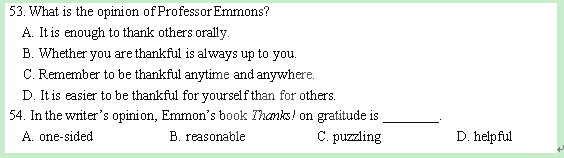 53. What is the opinion of Professor Emmons?
A. It is enough to thank others orally.
B. Whether you are thankful is always up to you.
C. Remember to be thankful anytime and anywhere.
D. It is easier to be thankful for yourself than for others.
54. In the writer's opinion, Emmon's book Thanks! on gratitude is ________.
A. one-sided B. reasonable C. puzzling D. helpful